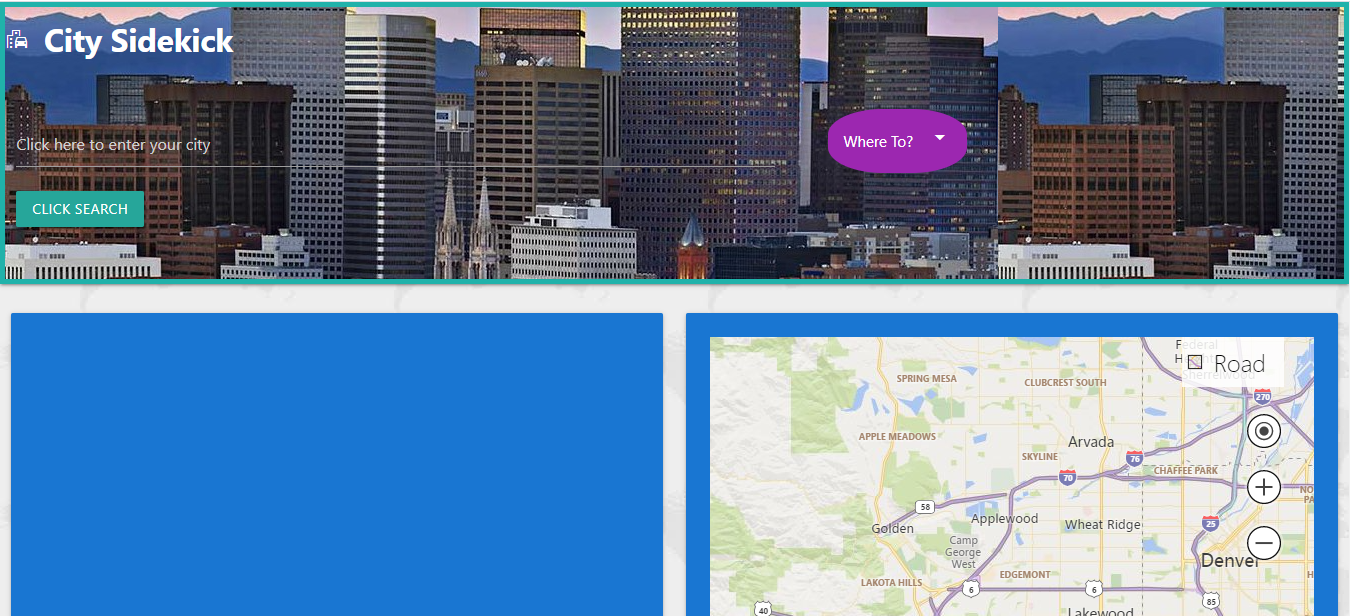 City Sidekick
Click here to enter your city
Where To?
CLICK SEARCH
Federal
Road
SPRING MESA
CLUBCREST SOUTH
270
APPLE MEADOWS
Arvada
SKYLINE
76
CHAFFEE PARK
70
58
Golden
Applewood
Wheat Ridge
25
Camp
George
West
Denver
EDGEMONT
LAKOTA HILLS
6
6
85
40
Lakewood